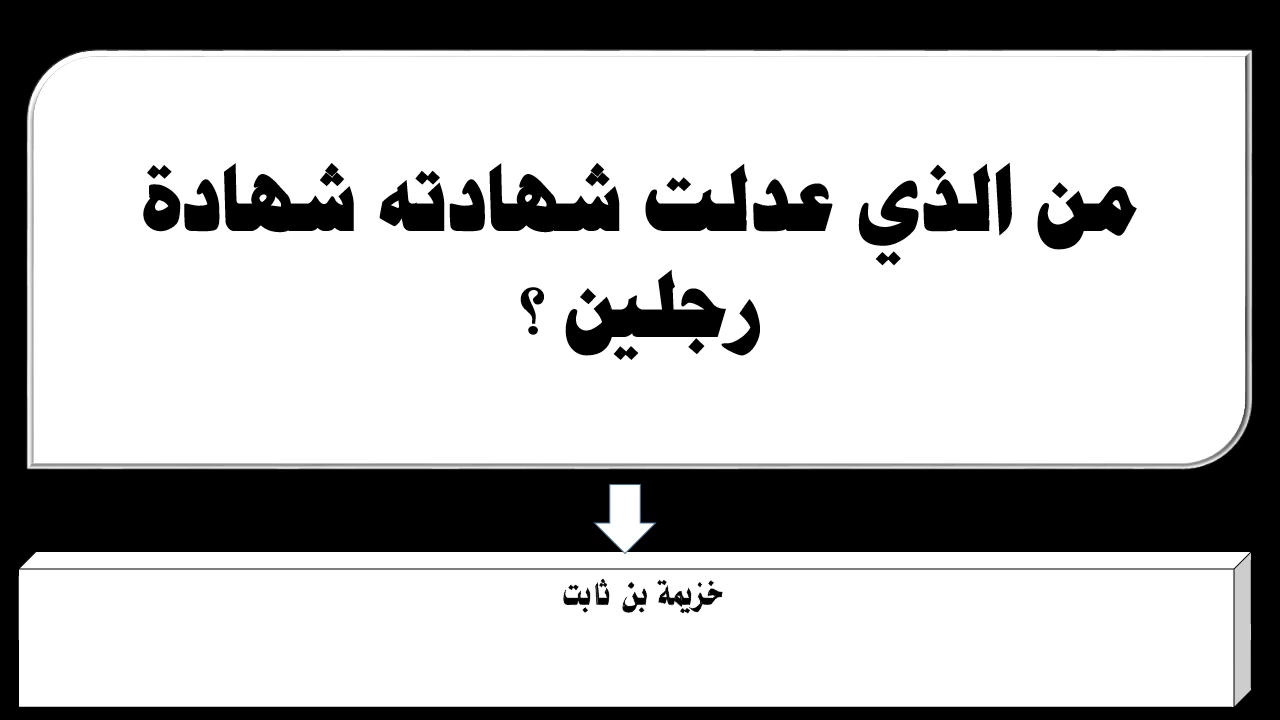 من الذي عدلت شهادته شهادة
رجلين ؟
خزيمة بن ثابت